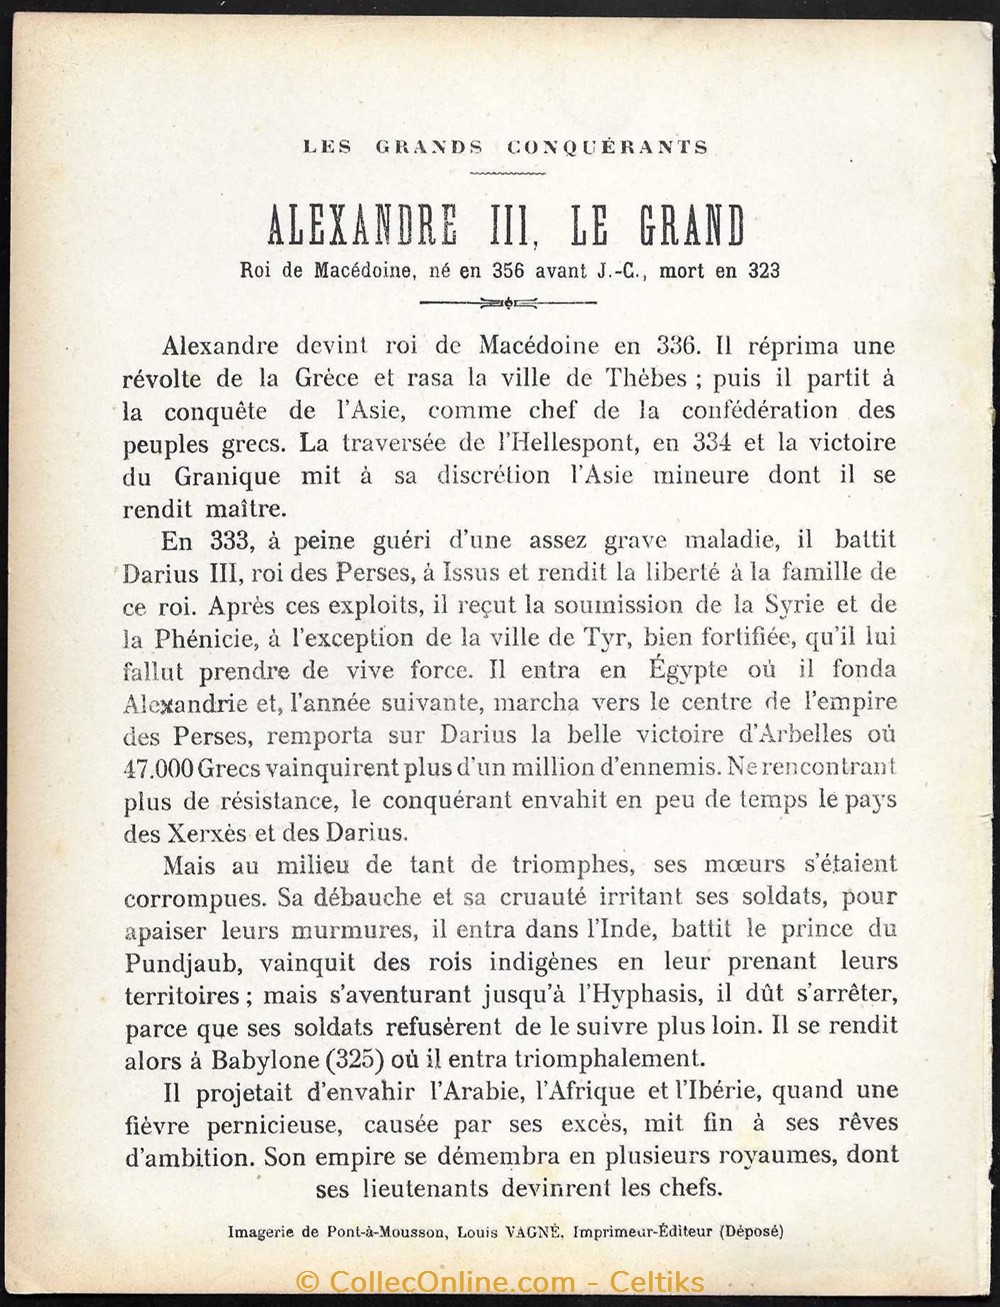 LES GRANDS CONQUÉRANTS
ALEXANDRE III, LE GRAND
Roi de Macédoine, né en 356 avant J.-C., mort en 323
Alexandre devint roi de Macédoine en 336. Il réprima une
révolte de la Grèce et rasa la ville de Thèbes ; puis il partit à
la conquête de l'Asie, comme chef de la confédération des
peuples grecs. La traversée de l'Hellespont, en 334 et la victoire
du Granique mit à sa discrétion l'Asie mineure dont il se
rendit maître.
En 333, à peine guéri d'une assez grave maladie, il battit
Darius III, roi des Perses, à Issus et rendit la liberté à la famille de
ce roi. Après ces exploits, il reçut la soumission de la Syrie et de
la Phénicie, à l'exception de la ville de Tyr, bien fortifiée, qu'il lui
fallut prendre de vive force. Il entra en Égypte où il fonda
Alexandrie et, l'année suivante, marcha vers le centre de l'empire
des Perses, remporta sur Darius la belle victoire d'Arbelles où
47.000 Grecs vainquirent plus d'un million d'ennemis. Ne rencontrant
plus de résistance, le conquérant envahit en peu de temps le pays
des Xerxès et des Darius.
Mais au milieu de tant de triomphes, ses mœurs s'étaient
corrompues. Sa débauche et sa cruauté irritant ses soldats, pour
apaiser leurs murmures, il entra dans l'Inde, battit le prince du
Pundjaub, vainquit des rois indigènes en leur prenant leurs
territoires ; mais s'aventurant jusqu'à l'Hyphasis, il dût s'arrêter,
parce que ses soldats refusèrent de le suivre plus loin. Il se rendit
alors à Babylone (325) où il entra triomphalement.
Il projetait d'envahir l'Arabie, l'Afrique et l'Ibérie, quand une
fièvre pernicieuse, causée par ses excès, mit fin à ses rêves
d'ambition. Son empire se démembra en plusieurs royaumes, dont
ses lieutenants devinrent les chefs.
Imagerie de Pont-à-Mousson, Louis VAGNÉ, Imprimeur-Éditeur (Déposé)
© CollecOnline.com - Celtiks